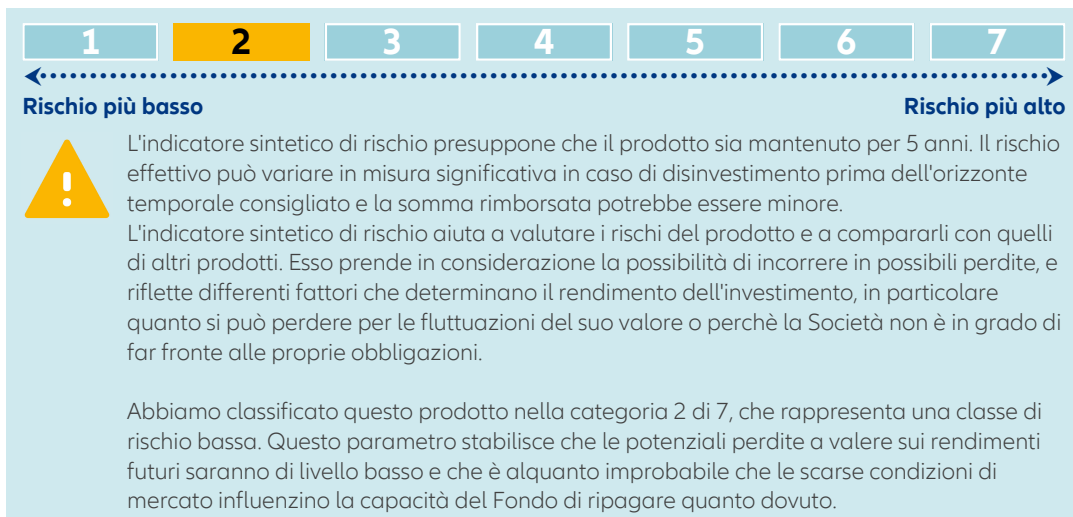 1 2 3 4 5 6 7
Rischio più basso Rischio più alto
L'indicatore sintetico di rischio presuppone che il prodotto sia mantenuto per 5 anni. Il rischio
effettivo può variare in misura significativa in caso di disinvestimento prima dell'orizzonte
temporale consigliato e la somma rimborsata potrebbe essere minore.
L'indicatore sintetico di rischio aiuta a valutare i rischi del prodotto e a compararli con quelli
di altri prodotti. Esso prende in considerazione la possibilità di incorrere in possibili perdite, e
riflette differenti fattori che determinano il rendimento dell'investimento, in particolare
quanto si può perdere per le fluttuazioni del suo valore o perchè la Società non è in grado di
far fronte alle proprie obbligazioni.
Abbiamo classificato questo prodotto nella categoria 2 di 7, che rappresenta una classe di
rischio bassa. Questo parametro stabilisce che le potenziali perdite a valere sui rendimenti
futuri saranno di livello basso e che è alquanto improbabile che le scarse condizioni di
mercato influenzino la capacità del Fondo di ripagare quanto dovuto.